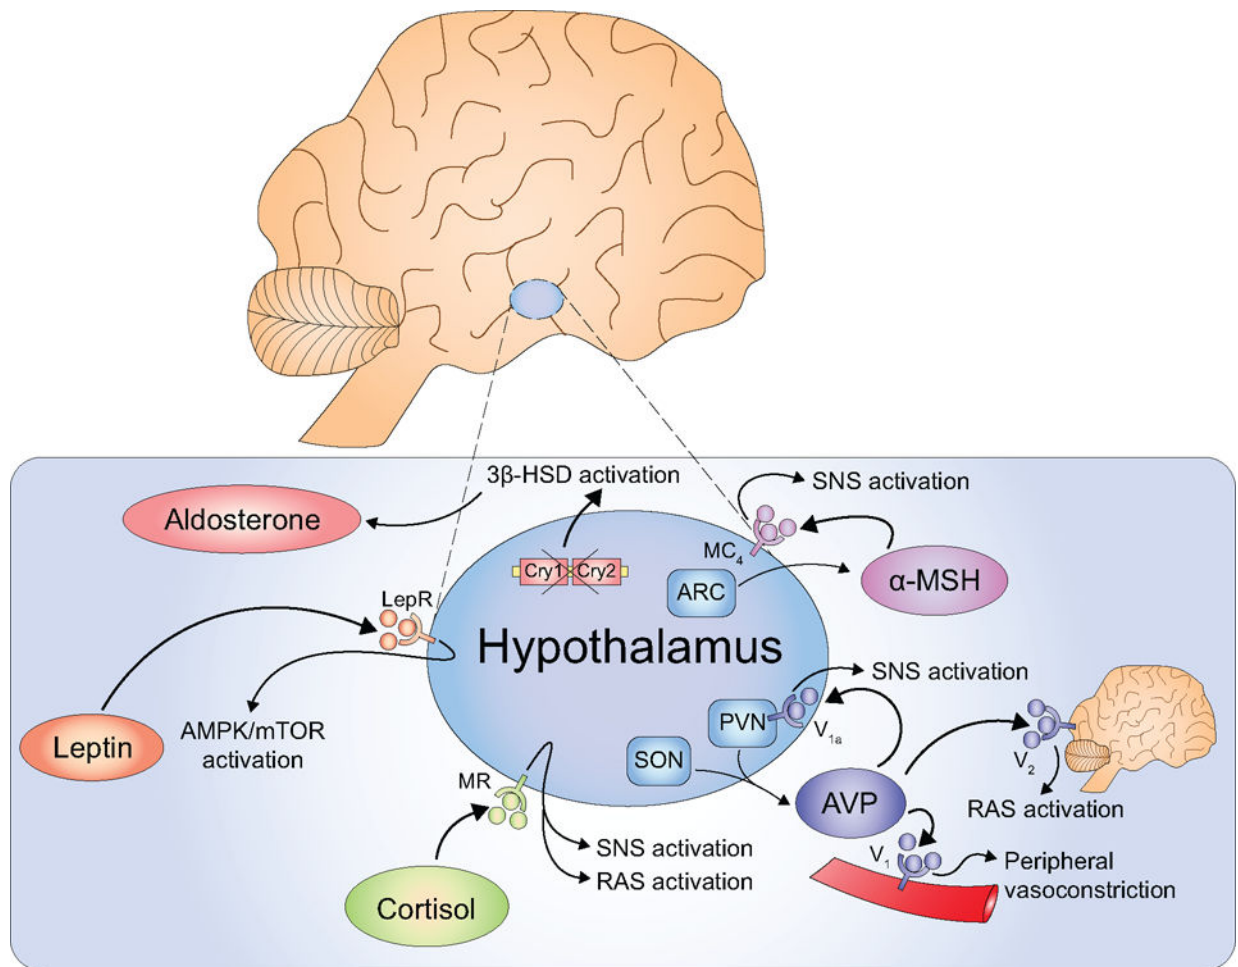 3β-HSD activation
SNS activation
Aldosterone
MC4
Cry1
Cry2
α-MSH
ARC
LepR
Hypothalamus
SNS activation
PVN
V1a
Leptin
AMPK/mTOR
activation
SON
V2
MR
AVP
RAS activation
SNS activation
V1
Peripheral
vasoconstriction
RAS activation
Cortisol